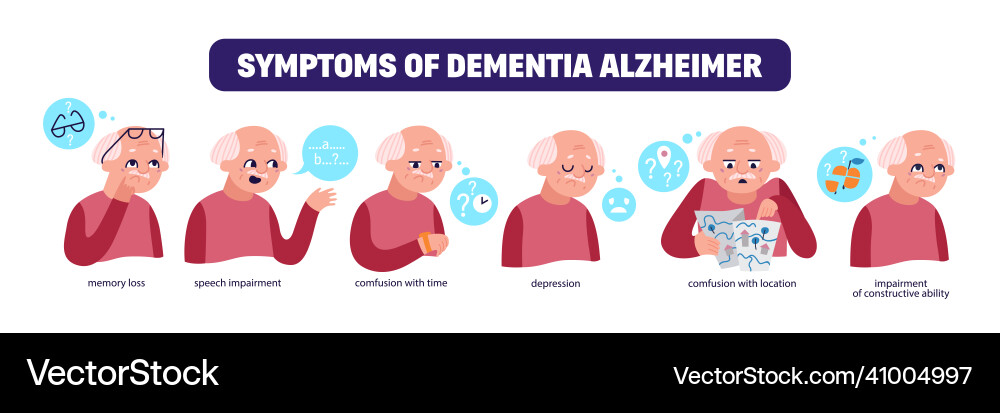 SYMPTOMS OF DEMENTIA ALZHEIMER
?
?
....a.....
b...?...
?
?
? ? ?
?
? ?
?
memory loss
speech impairment
comfusion with time
depression
comfusion with location
impairment
of constructive ability
VectorStock
VectorStock.com/41004997